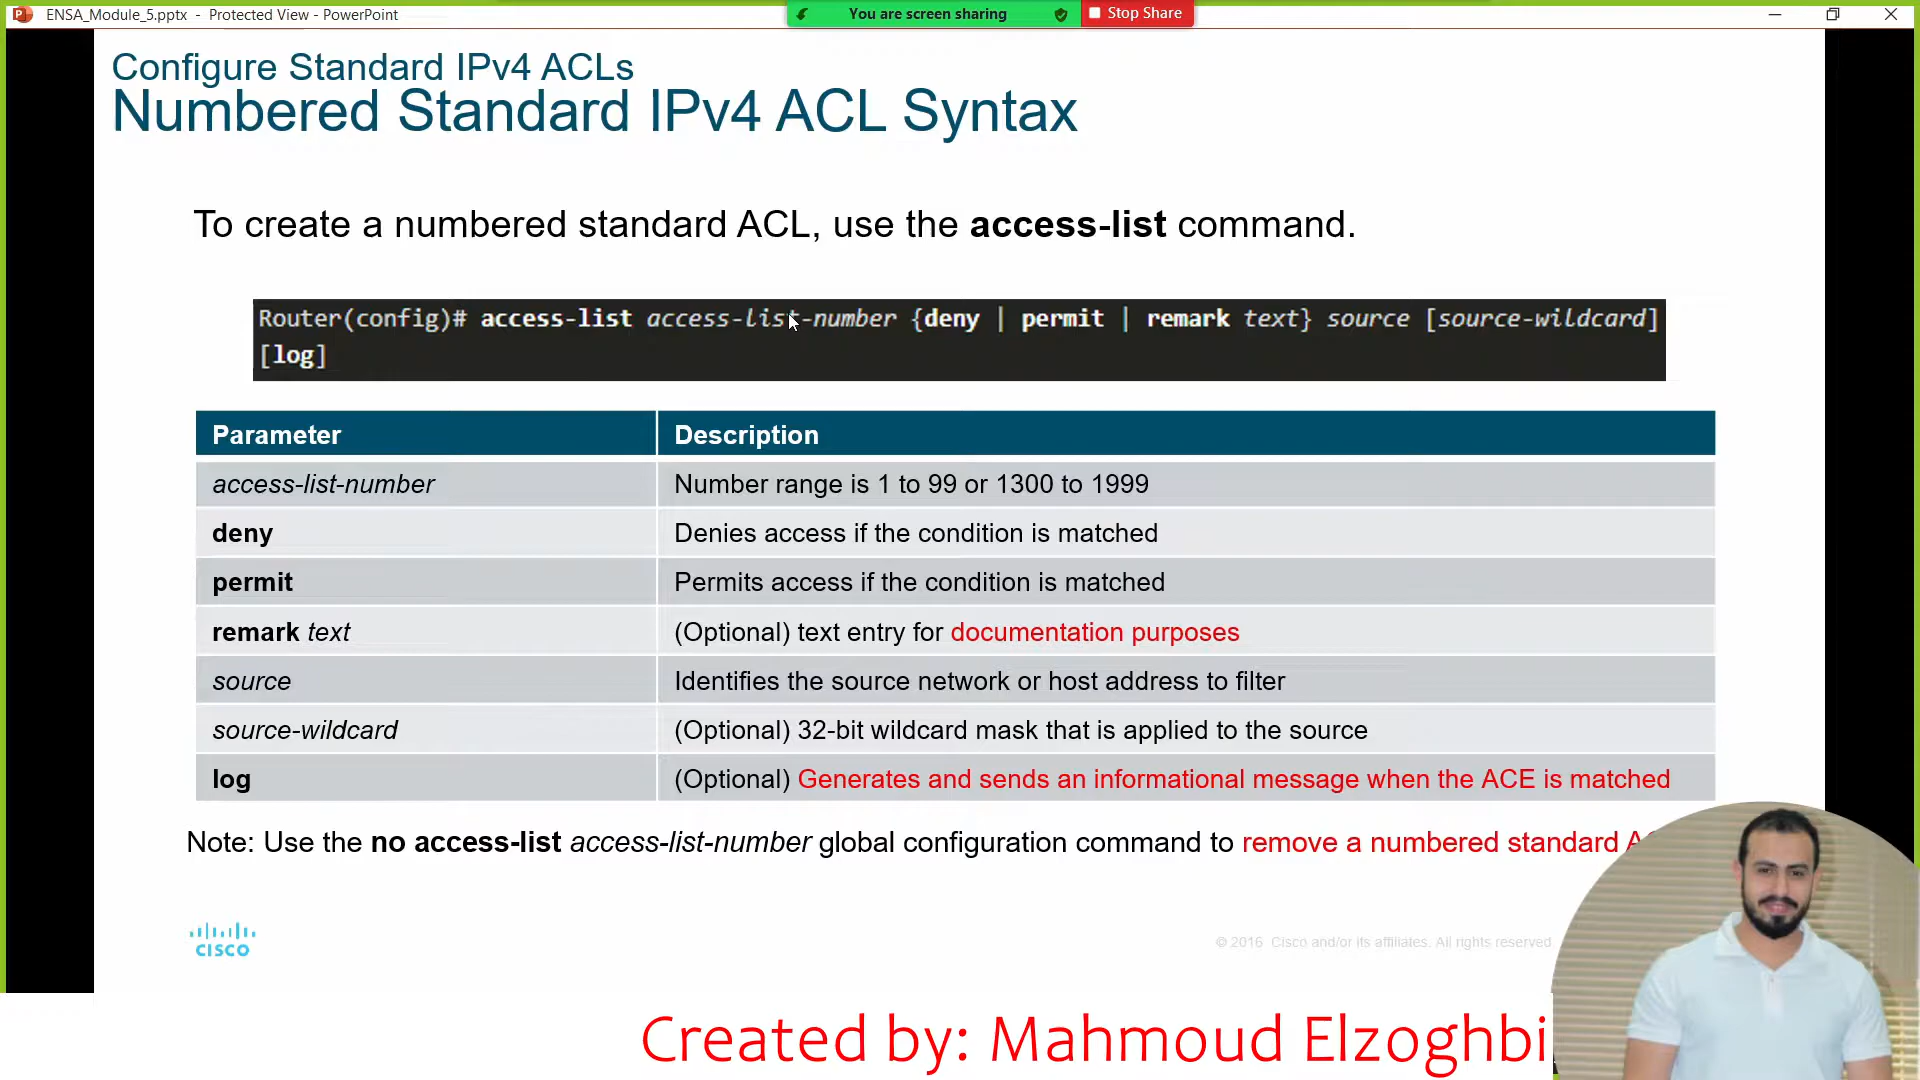 ENSA_Module_5.pptx - Protected View - PowerPoint
You are screen sharing
Stop Share
Configure Standard IPv4 ACLs
Numbered Standard IPv4 ACL Syntax
To create a numbered standard ACL, use the access-list command.
Router(config)# access-list access-list-number {deny | permit | remark text} source [source-wildcard]
[log]
Parameter Description
access-list-number Number range is 1 to 99 or 1300 to 1999
deny Denies access if the condition is matched
permit Permits access if the condition is matched
remark text (Optional) text entry for documentation purposes
source Identifies the source network or host address to filter
source-wildcard (Optional) 32-bit wildcard mask that is applied to the source
log (Optional) Generates and sends an informational message when the ACE is matched
Note: Use the no access-list access-list-number global configuration command to remove a numbered standard
CISCO
© 2016 Cisco and/or its affiliates. All rights reserved
Created by: Mahmoud Elzoghbi